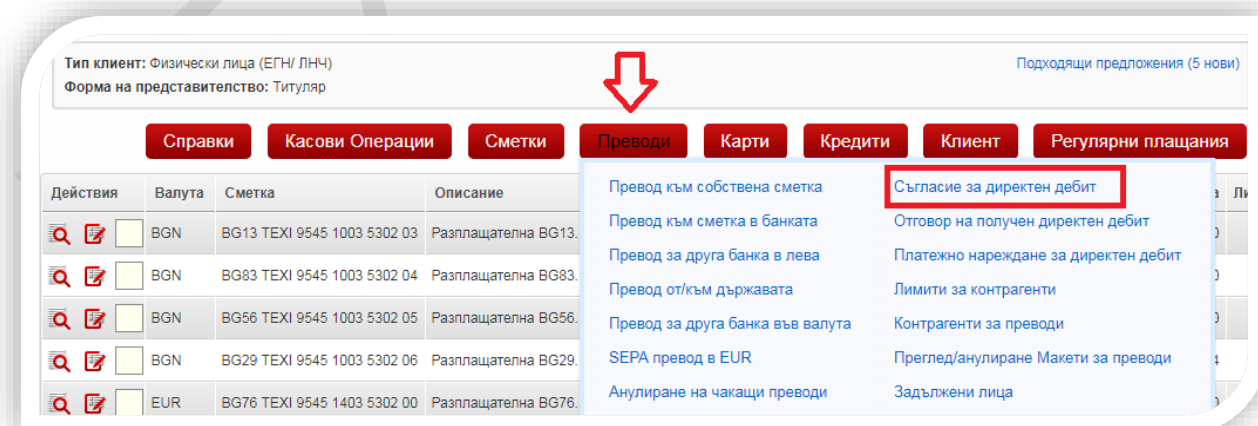 Тип клиент: Физически лица (ЕГН/ ЛНЧ)
Подходящи предложения (5 нови)
Форма на представителство: Титуляр
Справки Касови Операции Сметки Преводи Карти Кредити Клиент Регулярни плащания
Действия Валута Сметка Описание
BGN BG13 TEXI 9545 1003 5302 03 Разплащателна BG13.
BGN BG83 TEXI 9545 1003 5302 04 Разплащателна BG83.
BGN BG56 TEXI 9545 1003 5302 05 Разплащателна BG56.
BGN BG29 TEXI 9545 1003 5302 06 Разплащателна BG29.
EUR BG76 TEXI 9545 1403 5302 00 Разплащателна BG76.
Превод към собствена сметка
Превод към сметка в банката
Превод за друга банка в лева
Превод от/към държавата
Превод за друга банка във валута
SEPA превод в EUR
Анулиране на чакащи преводи
Съгласие за директен дебит
Отговор на получен директен дебит
Платежно нареждане за директен дебит
Лимити за контрагенти
Контрагенти за преводи
Преглед/анулиране Макети за преводи
Задължени лица